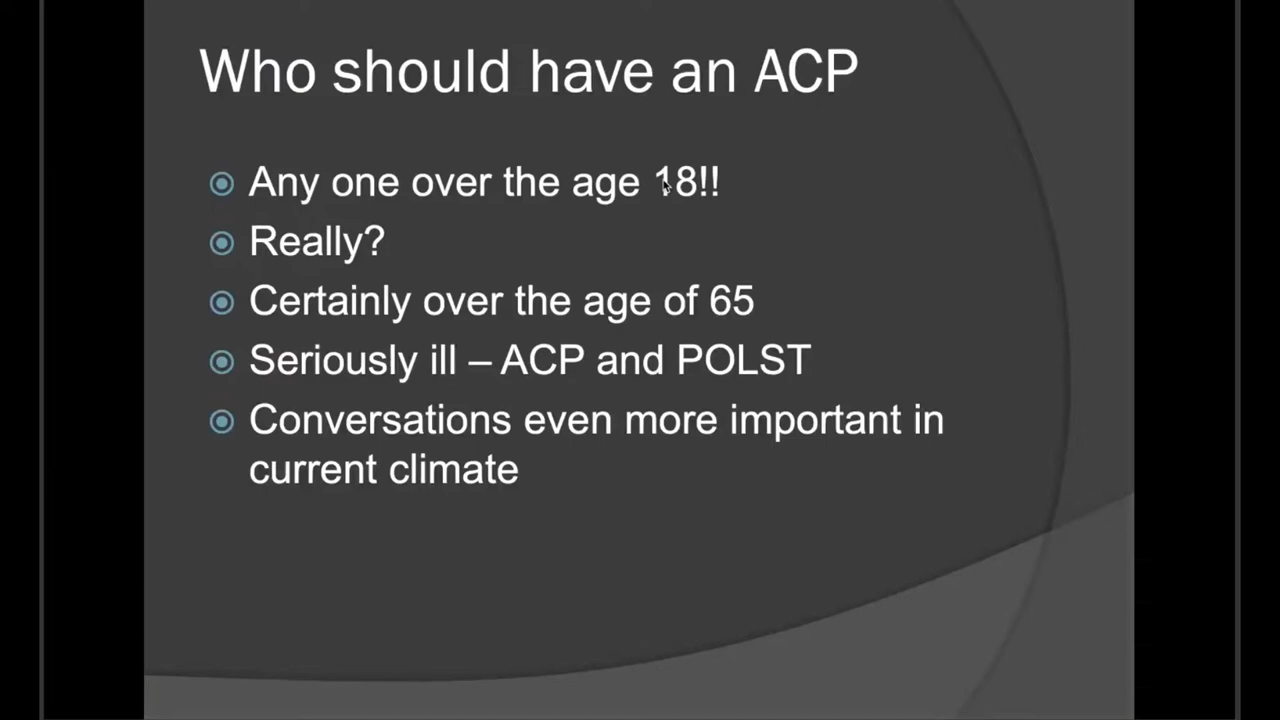 Who should have an ACP
Any one over the age 18!!
Really?
Certainly over the age of 65
Seriously ill – ACP and POLST
Conversations even more important in
current climate